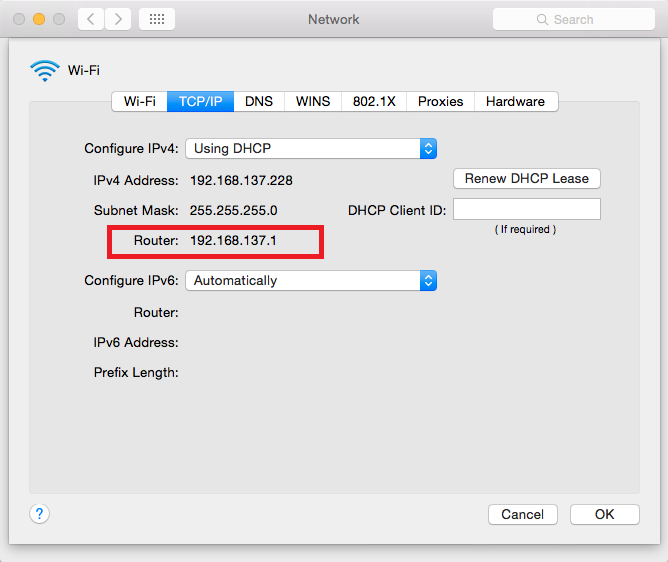 Network
Search
Wi-Fi
Wi-Fi TCP/IP DNS WINS 802.1X Proxies Hardware
Configure IPv4: Using DHCP
IPv4 Address: 192.168.137.228 Renew DHCP Lease
Subnet Mask: 255.255.255.0 DHCP Client ID:
( If required )
Router: 192.168.137.1
Configure IPv6: Automatically
Router:
IPv6 Address:
Prefix Length:
? Cancel OK